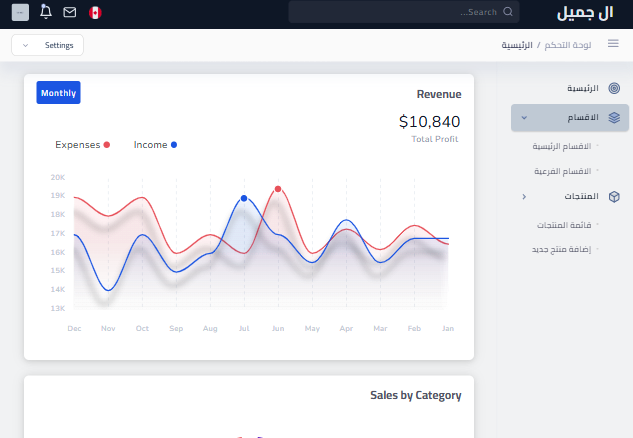 ال جميل
Search...
لوحة التحكم / الرئيسية
Settings
الرئيسية
الاقسام
الاقسام الرئيسية
الاقسام الفرعية
المنتجات
قائمة المنتجات
إضافة منتج جديد
Revenue
Monthly
$10,840
Total Profit
Income
Expenses
20K
19K
18K
17K
16K
15K
14K
13K
Dec Nov Oct Sep Aug Jul Jun May Apr Mar Feb Jan
Sales by Category